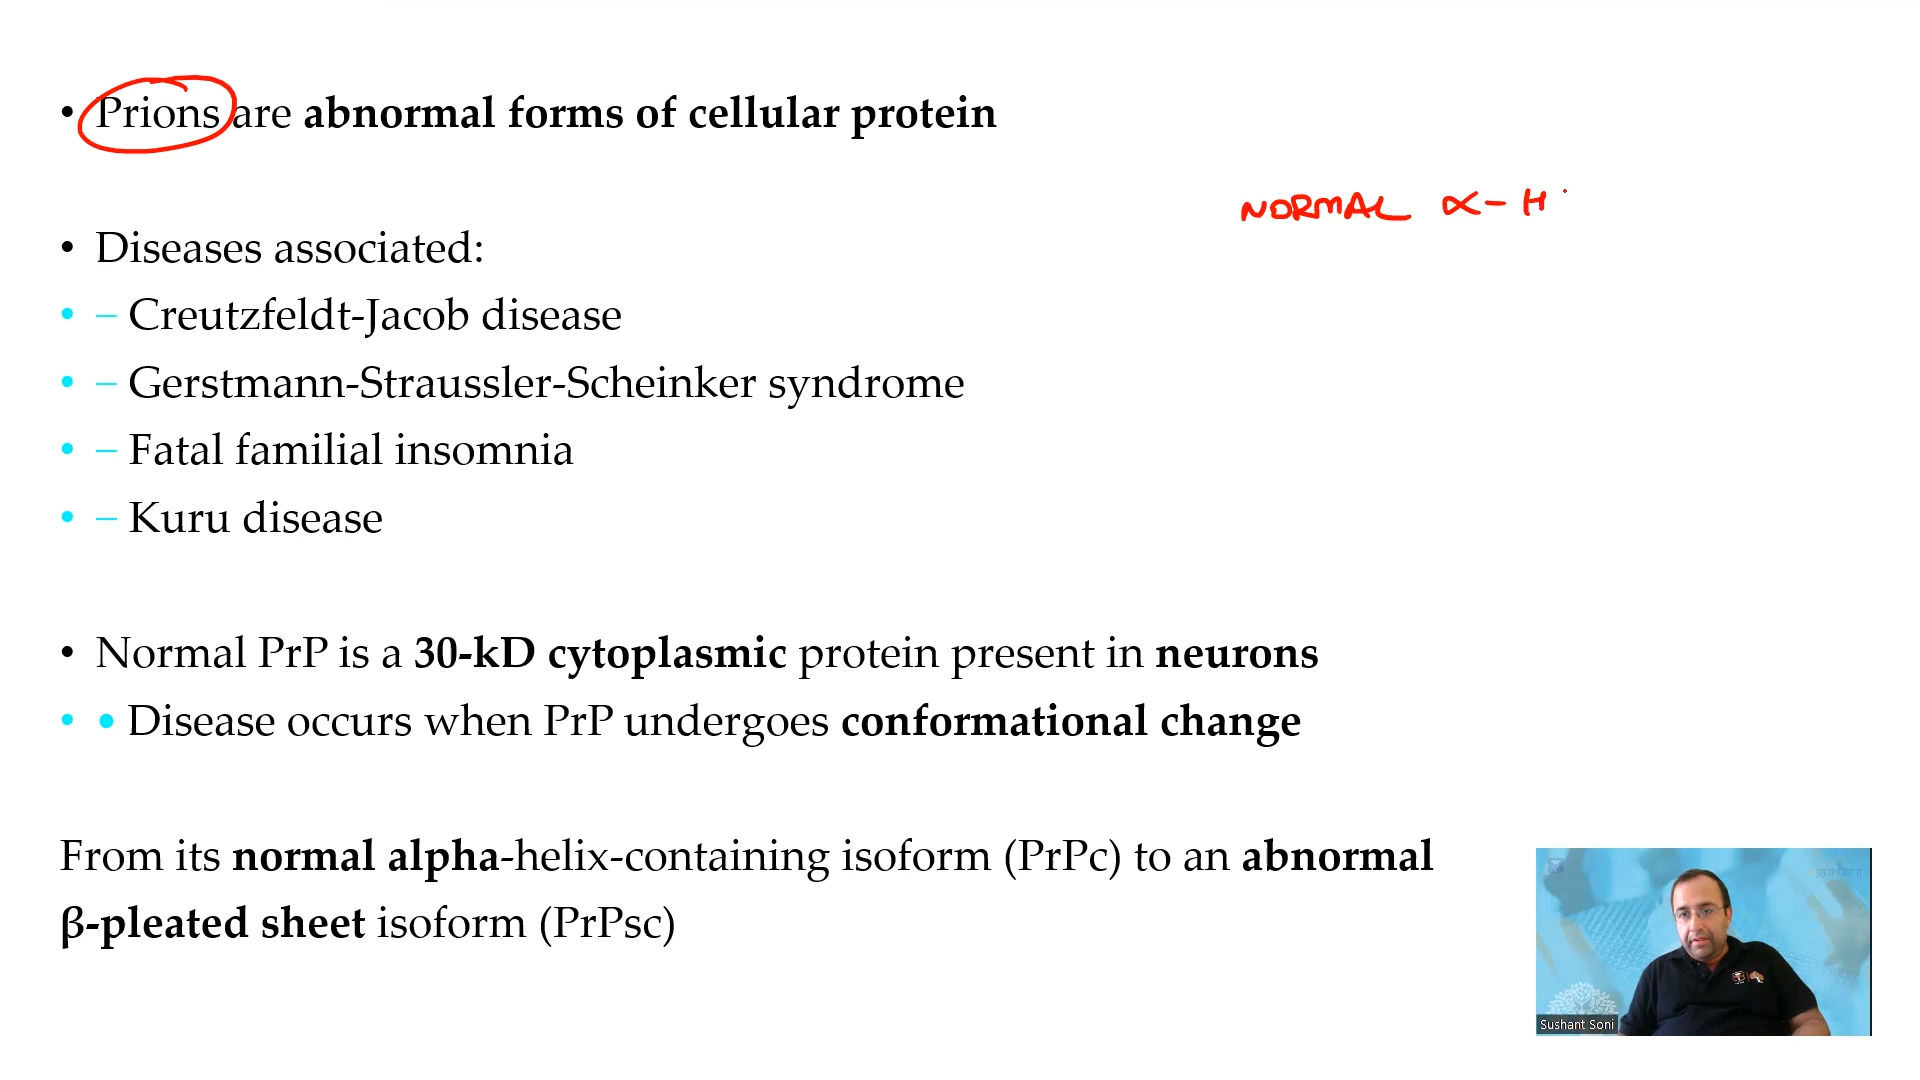 • Prions are abnormal forms of cellular protein
NORMAL α- H
• Diseases associated:
• – Creutzfeldt-Jacob disease
• – Gerstmann-Straussler-Scheinker syndrome
• – Fatal familial insomnia
• – Kuru disease
• Normal PrP is a 30-kD cytoplasmic protein present in neurons
• • Disease occurs when PrP undergoes conformational change
From its normal alpha-helix-containing isoform (PrPc) to an abnormal
β-pleated sheet isoform (PrPsc)
Sushant Soni